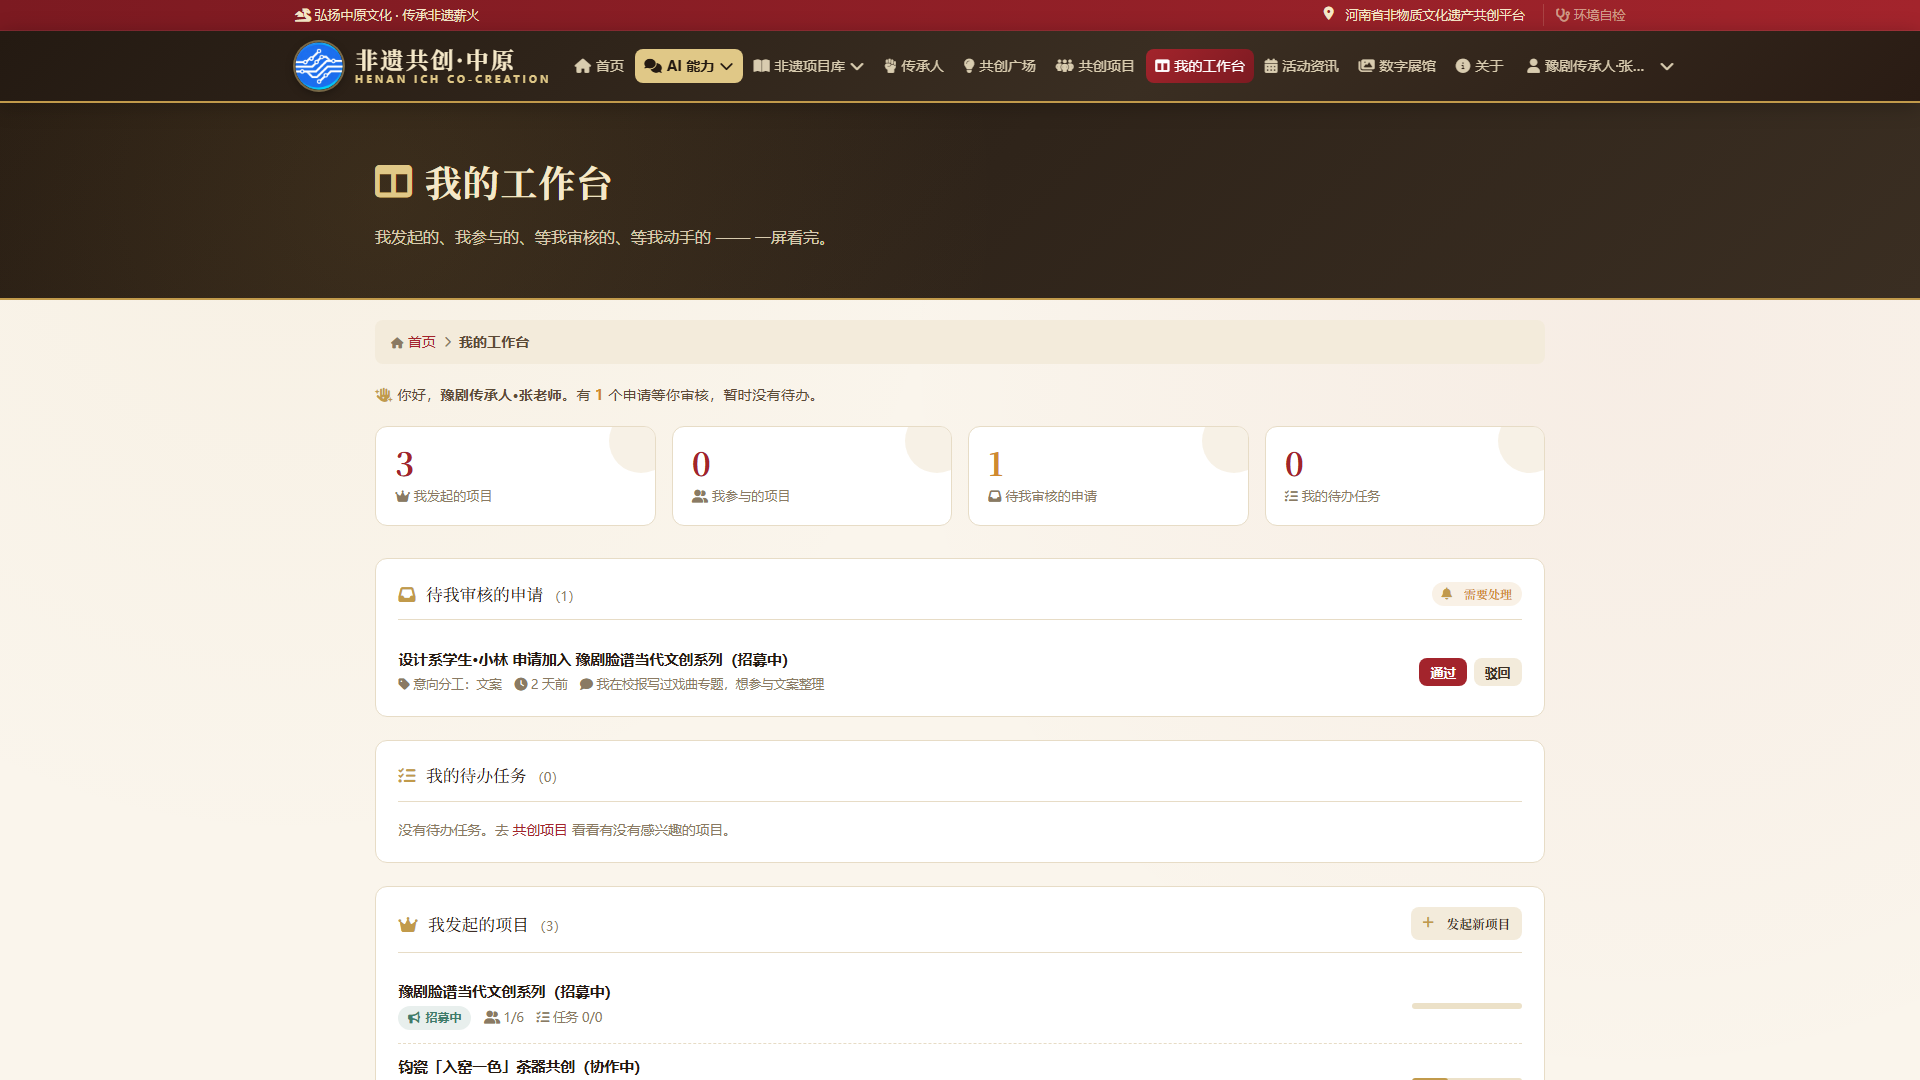 弘扬中原文化 · 传承非遗薪火
河南省非物质文化遗产共创平台
环境自检
非遗共创·中原
HENAN ICH CO-CREATION
首页
AI 能力
非遗项目库
传承人
共创广场
共创项目
我的工作台
活动资讯
数字展馆
关于
豫剧传承人·张...
我的工作台
我发起的、我参与的、等我审核的、等我动手的 —— 一屏看完。
首页 > 我的工作台
你好，豫剧传承人•张老师。有 1 个申请等你审核，暂时没有待办。
3
我发起的项目
0
我参与的项目
1
待我审核的申请
0
我的待办任务
待我审核的申请 (1)
需要处理
设计系学生•小林 申请加入 豫剧脸谱当代文创系列（招募中）
意向分工：文案 2 天前 我在校报写过戏曲专题，想参与文案整理
通过
驳回
我的待办任务 (0)
没有待办任务。去 共创项目 看看有没有感兴趣的项目。
我发起的项目 (3)
+ 发起新项目
豫剧脸谱当代文创系列（招募中）
招募中 1/6 任务 0/0
钧瓷「入窑一色」茶器共创（协作中）